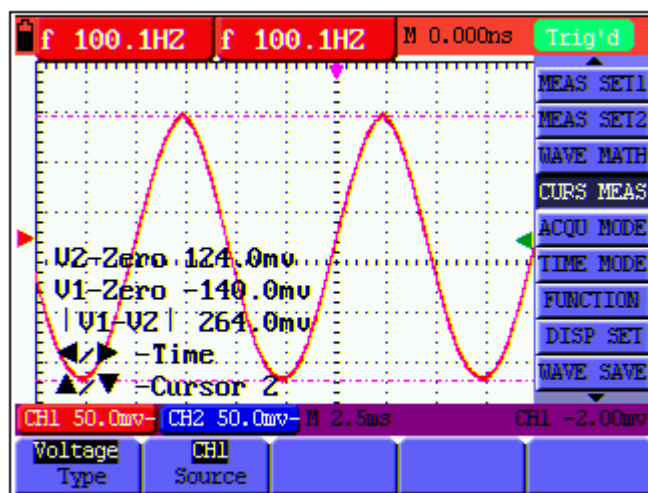 f 100.1HZ f 100.1HZ M 0.000ns Trig'd
MEAS SET1
MEAS SET2
WAVE MATH
CURS MEAS
ACQU MODE
TIME MODE
FUNCTION
DISP SET
WAVE SAVE
V2-Zero 124.0mv
V1-Zero -140.0mv
|V1-V2| 264.0mv
◀/▶ -Time
▲/▼ -Cursor 2
CH1 50.0mv- CH2 50.0mv- M 2.5ms CH1 -2.00mv
Voltage CH1
Type Source